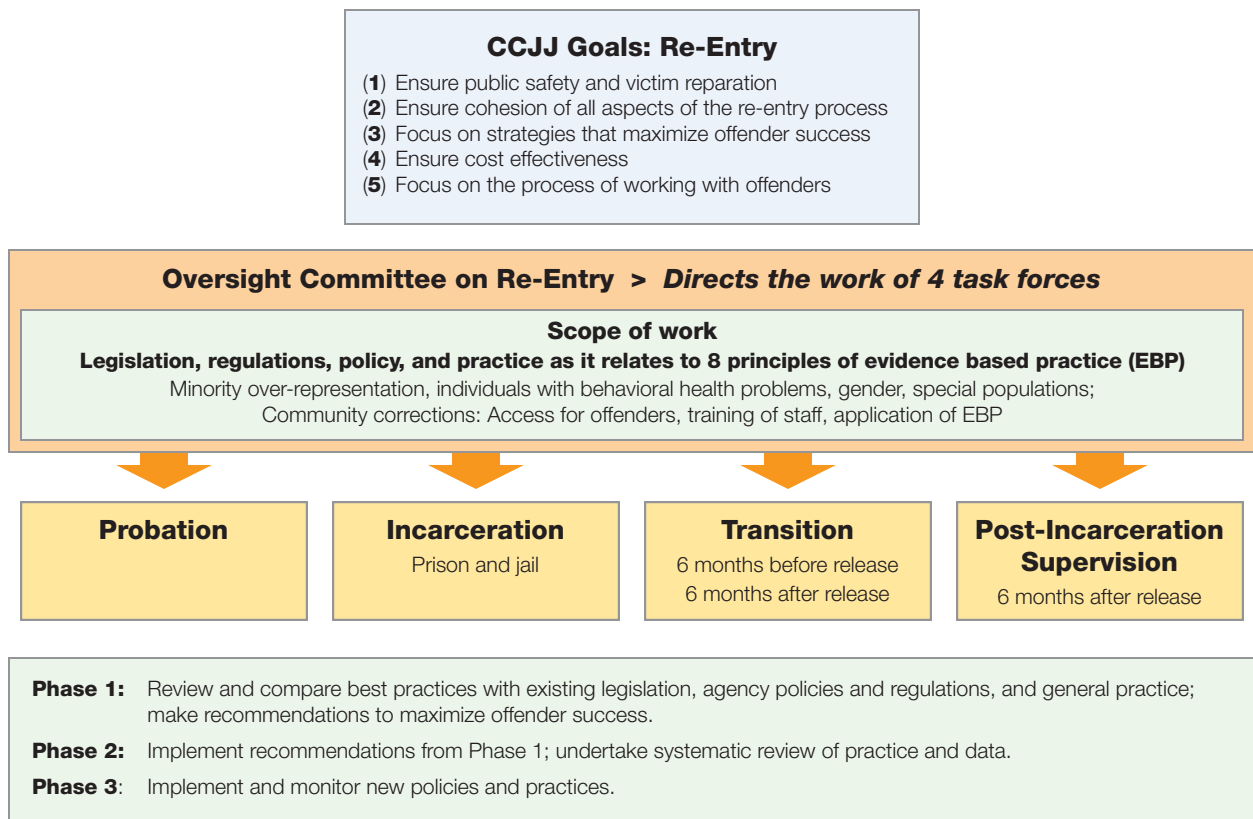 CCJJ Goals: Re-Entry
(1) Ensure public safety and victim reparation
(2) Ensure cohesion of all aspects of the re-entry process
(3) Focus on strategies that maximize offender success
(4) Ensure cost effectiveness
(5) Focus on the process of working with offenders
Oversight Committee on Re-Entry > Directs the work of 4 task forces
Scope of work
Legislation, regulations, policy, and practice as it relates to 8 principles of evidence based practice (EBP)
Minority over-representation, individuals with behavioral health problems, gender, special populations;
Community corrections: Access for offenders, training of staff, application of EBP
Probation
Incarceration
Prison and jail
Transition
6 months before release
6 months after release
Post-Incarceration
Supervision
6 months after release
Phase 1: Review and compare best practices with existing legislation, agency policies and regulations, and general practice;
make recommendations to maximize offender success.
Phase 2: Implement recommendations from Phase 1; undertake systematic review of practice and data.
Phase 3: Implement and monitor new policies and practices.